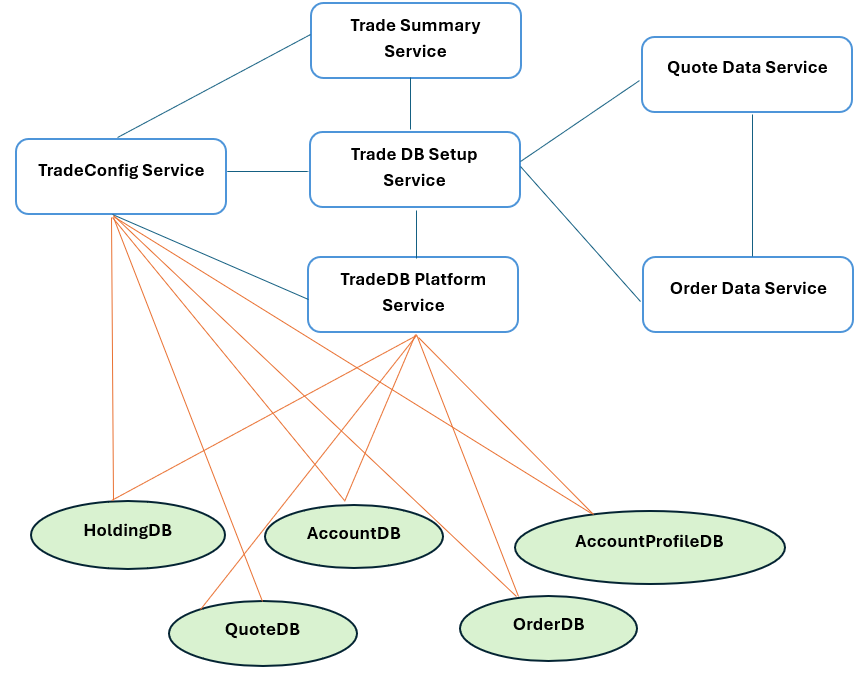 Trade Summary
Service
Quote Data Service
Trade DB Setup
Service
TradeConfig Service
TradeDB Platform
Service
Order Data Service
HoldingDB
AccountDB
AccountProfileDB
QuoteDB
OrderDB